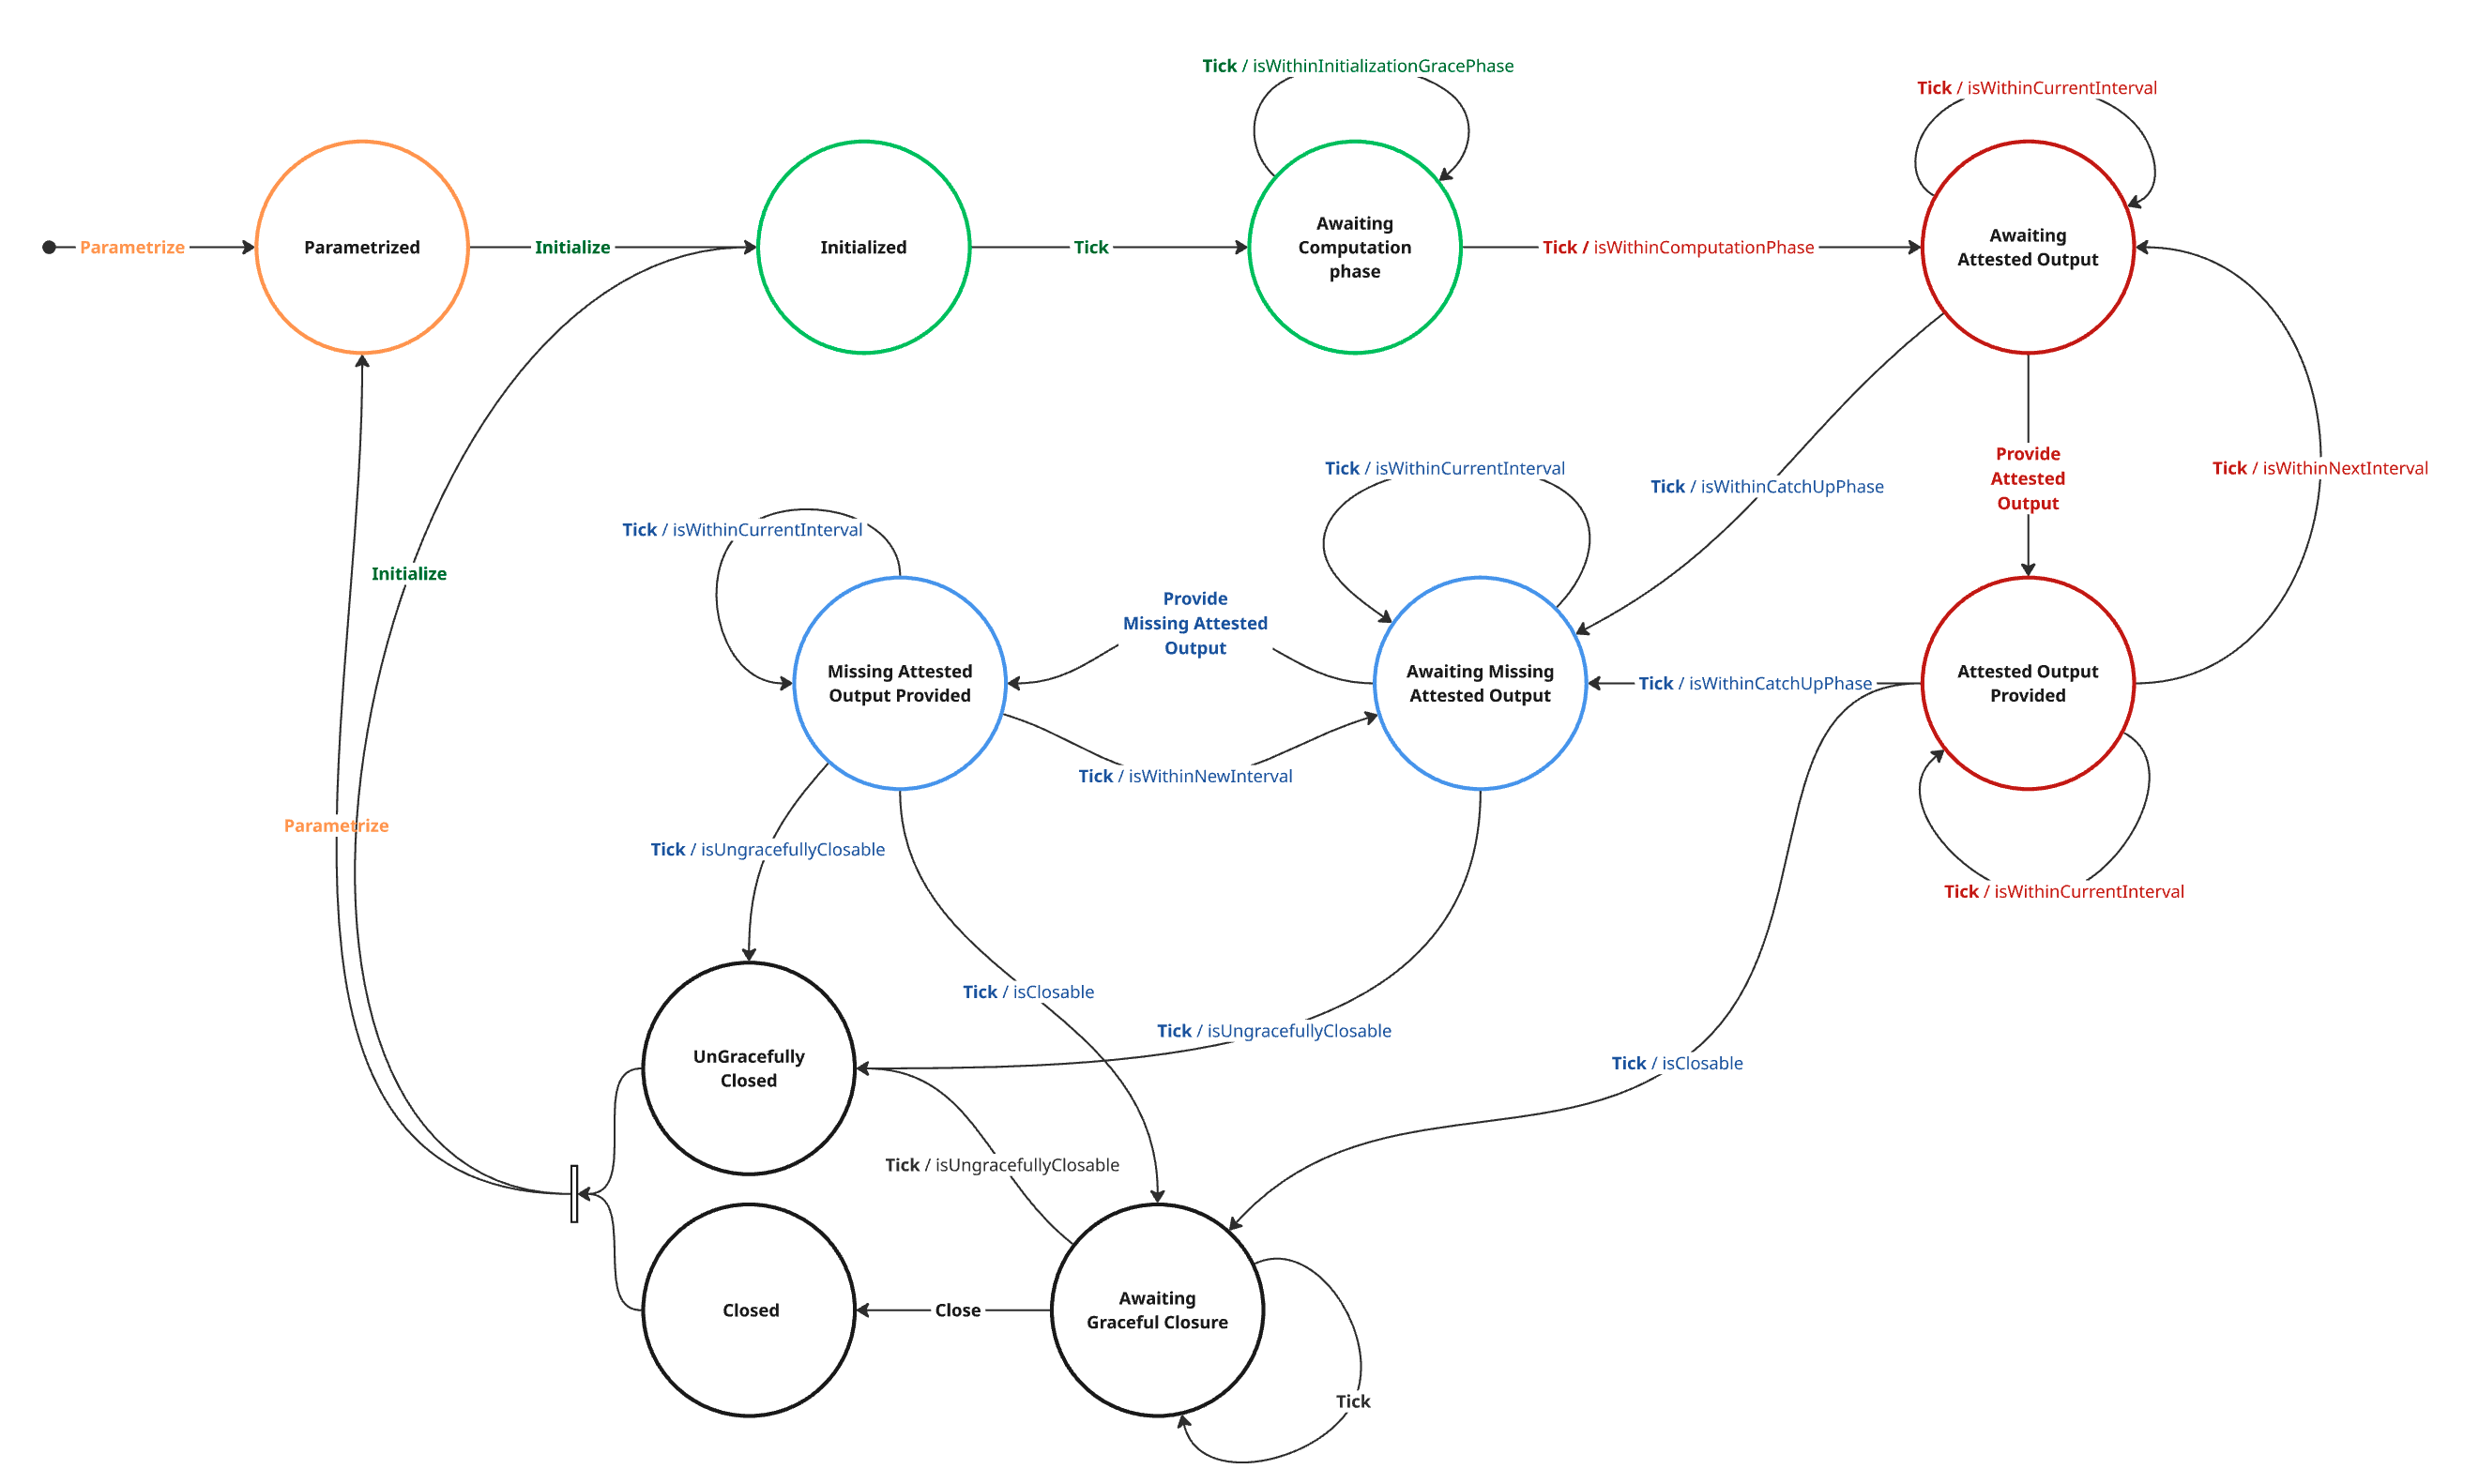 Tick / isWithinInitializationGracePhase
Tick / isWithinCurrentInterval
Parametrize
Parametrized
Initialize
Initialized
Tick
Awaiting
Computation
phase
Tick / isWithinComputationPhase
Awaiting
Attested Output
Tick / isWithinCurrentInterval
Tick / isWithinCatchUpPhase
Provide
Attested
Output
Tick / isWithinNextInterval
Tick / isWithinCurrentInterval
Initialize
Provide
Missing Attested
Output
Missing Attested
Output Provided
Awaiting Missing
Attested Output
Tick / isWithinCatchUpPhase
Attested Output
Provided
Tick / isWithinNewInterval
Parametrize
Tick / isUngracefullyClosable
Tick / isWithinCurrentInterval
Tick / isClosable
Tick / isUngracefullyClosable
Tick / isClosable
UnGracefully
Closed
Tick / isUngracefullyClosable
Closed
Close
Awaiting
Graceful Closure
Tick